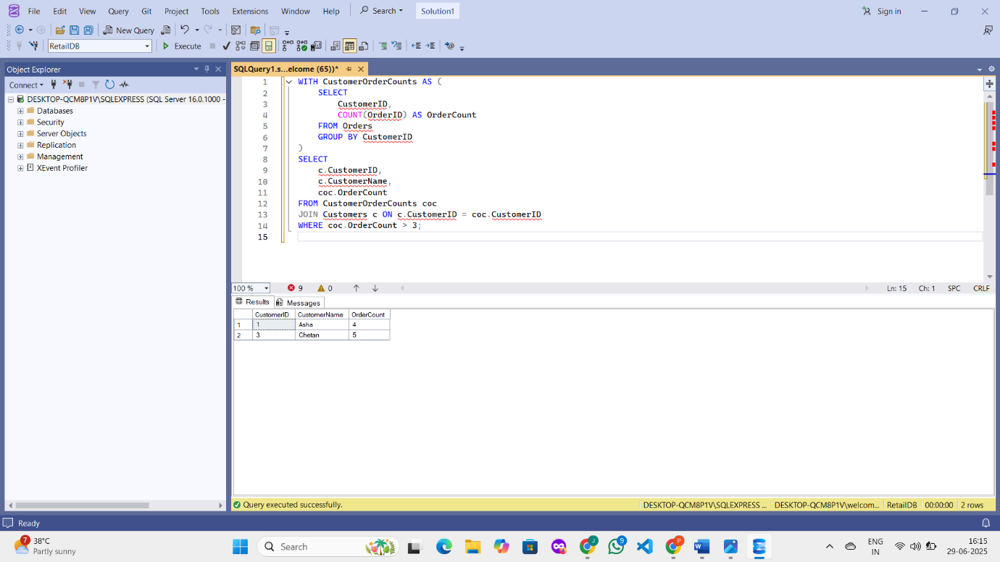 File Edit View Query Git Project Tools Extensions Window Help Search Solution1 Sign in
New Query
RetailDB Execute
Object Explorer
Connect
DESKTOP-QCM8P1V\SQLEXPRESS (SQL Server 16.0.1000 -
Databases
Security
Server Objects
Replication
Management
XEvent Profiler
SQLQuery1.s...elcome (65))*
1 WITH CustomerOrderCounts AS (
2 SELECT
3 CustomerID,
4 COUNT(OrderID) AS OrderCount
5 FROM Orders
6 GROUP BY CustomerID
7 )
8 SELECT
9 c.CustomerID,
10 c.CustomerName,
11 coc.OrderCount
12 FROM CustomerOrderCounts coc
13 JOIN Customers c ON c.CustomerID = coc.CustomerID
14 WHERE coc.OrderCount > 3;
15
100 % 9 0 Ln: 15 Ch: 1 SPC CRLF
Results Messages
CustomerID CustomerName OrderCount
1 1 Asha 4
2 3 Chetan 5
Query executed successfully. DESKTOP-QCM8P1V\SQLEXPRESS ... DESKTOP-QCM8P1V\welcom... RetailDB 00:00:00 2 rows
Ready
7 38°C
Partly sunny
Search
J 9 P
ENG
IN
16:15
29-06-2025